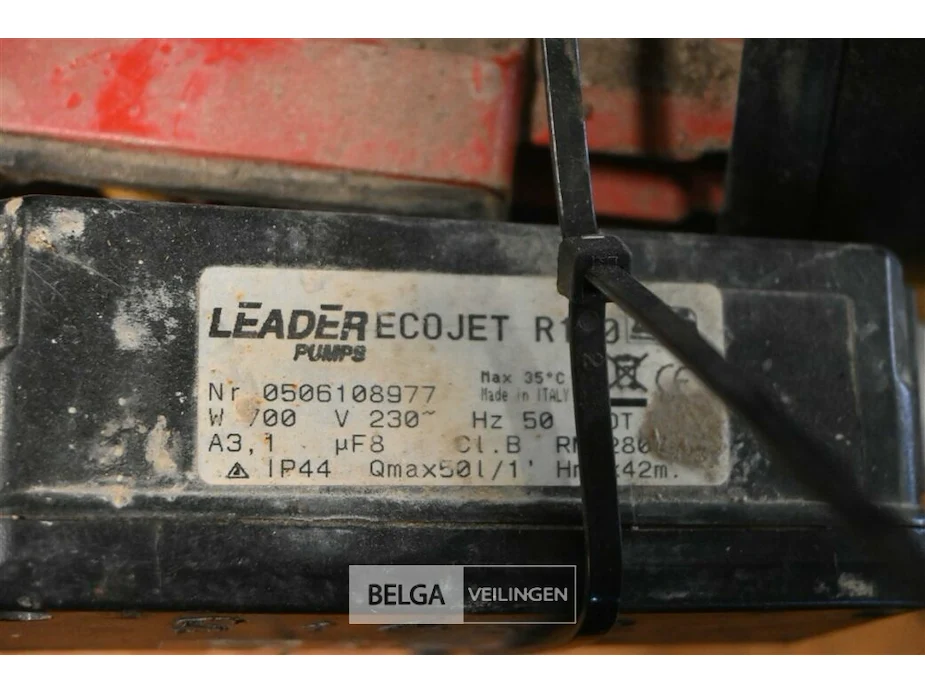 LEADER ECOJET
PUMPS
Max 35°C
Nr 0506108977
Made in ITALY
W 700 V 230~ Hz 50
A3,1 µF8 Cl.B
IP44 Qmax50l/1' 42m.
BELGA VEILINGEN